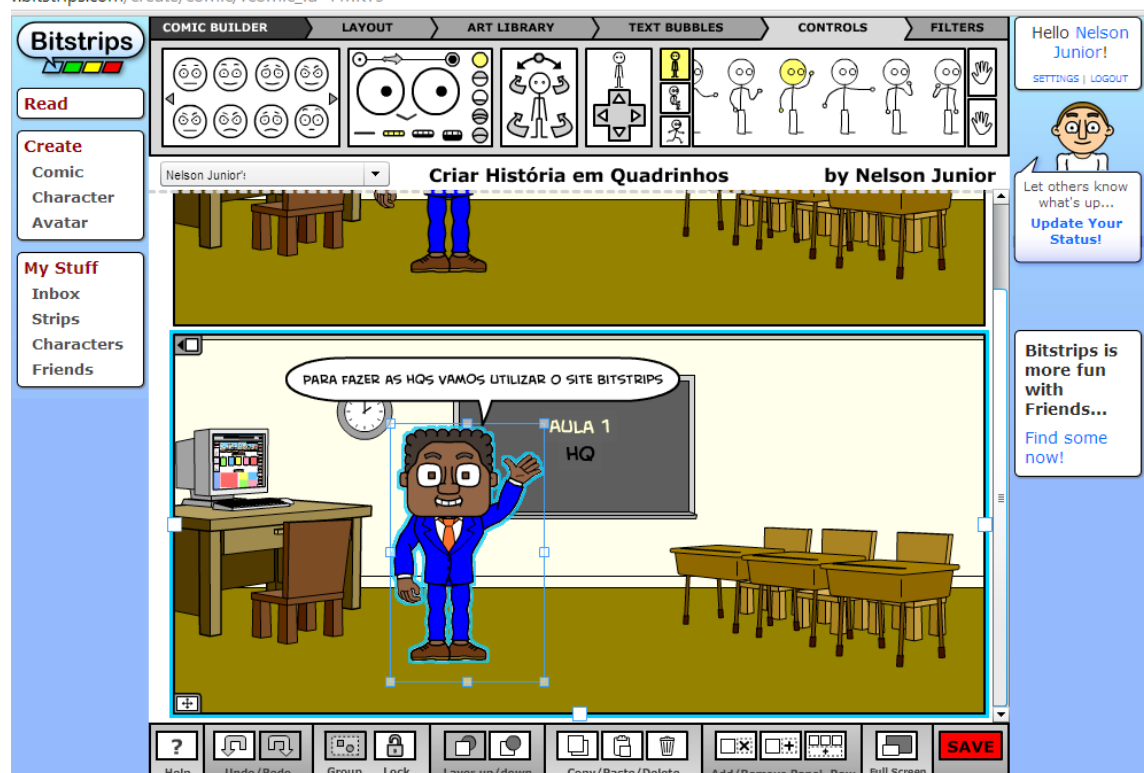 COMIC BUILDER
LAYOUT
ART LIBRARY
TEXT BUBBLES
CONTROLS
FILTERS
Bitstrips
Read
Create
Comic
Character
Avatar
My Stuff
Inbox
Strips
Characters
Friends
Nelson Junior's
Criar História em Quadrinhos
by Nelson Junior
PARA FAZER AS HQS VAMOS UTILIZAR O SITE BITSTRIPS
AULA 1
HQ
?
Help
Undo/Redo
Group
Lock
Layer up/down
Copy/Paste/Delete
Add/Remove Panel, Row
Full Screen
SAVE
Hello Nelson
Junior!
SETTINGS | LOGOUT
Let others know
what's up...
Update Your
Status!
Bitstrips is
more fun
with
Friends...
Find some
now!